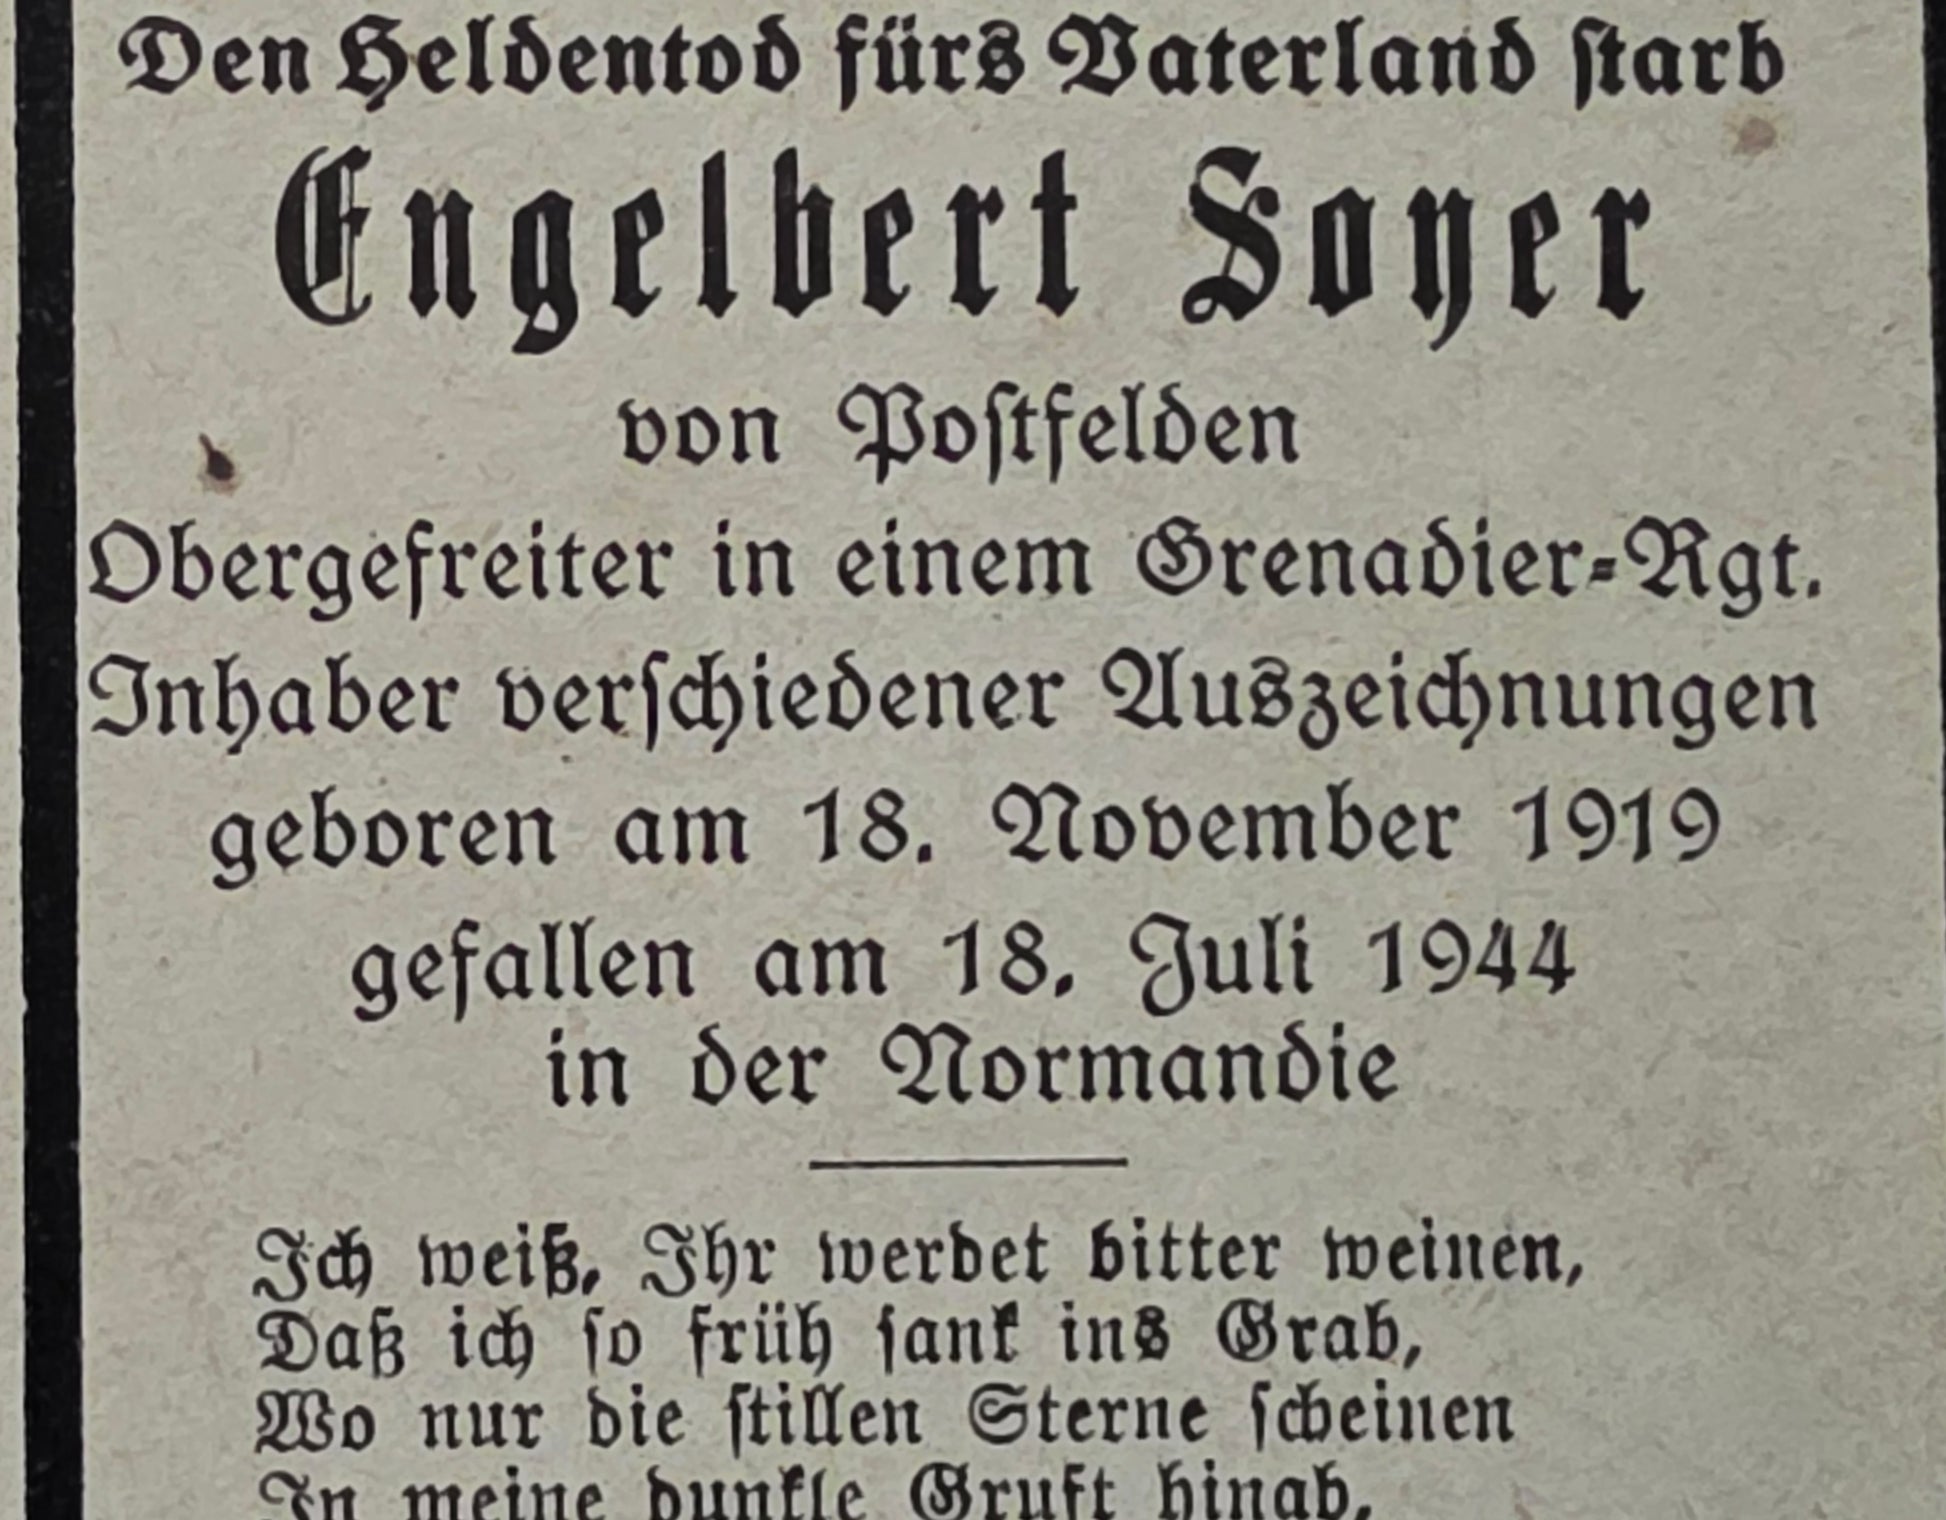 Den Heldentod fürs Vaterland starb
Engelbert Soyer
von Postfelden
Obergefreiter in einem Grenadier-Rgt.
Inhaber verschiedener Auszeichnungen
geboren am 18. November 1919
gefallen am 18. Juli 1944
in der Normandie
Ich weiß, Ihr werdet bitter weinen,
Daß ich so früh sank ins Grab,
Wo nur die stillen Sterne scheinen
In meine dunkle Gruft hinab.